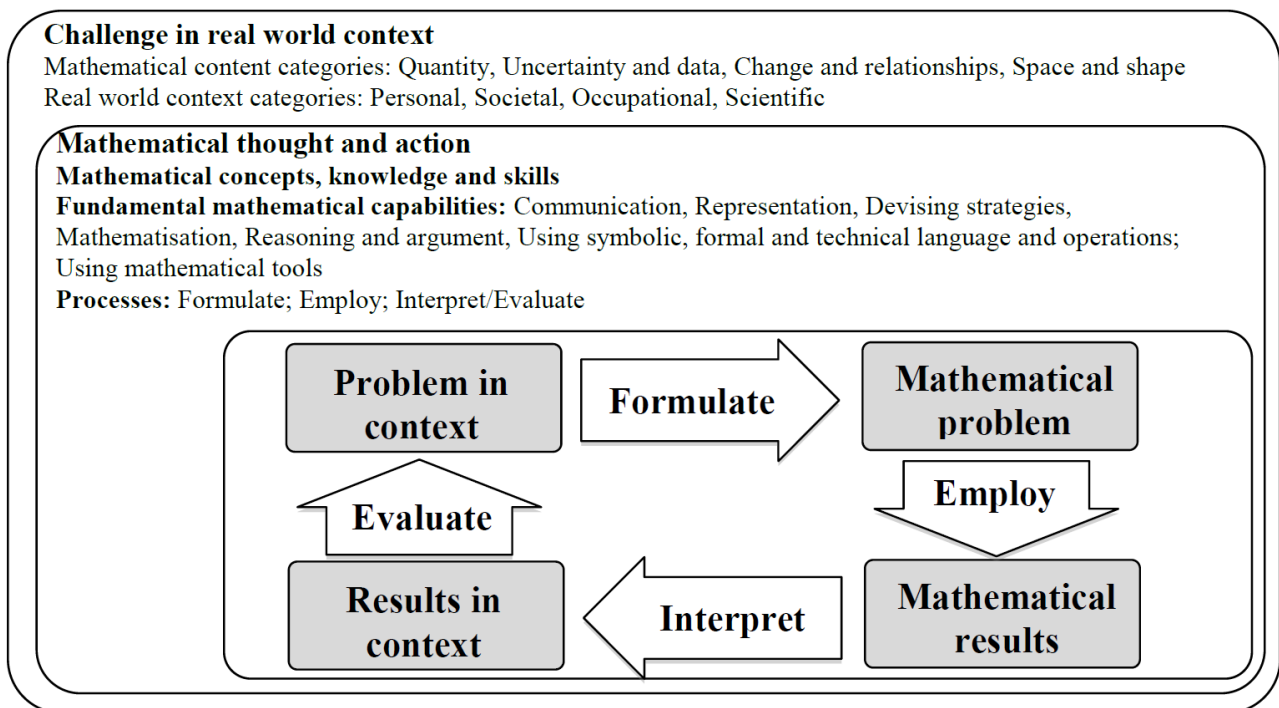 Challenge in real world context
Mathematical content categories: Quantity, Uncertainty and data, Change and relationships, Space and shape
Real world context categories: Personal, Societal, Occupational, Scientific
Mathematical thought and action
Mathematical concepts, knowledge and skills
Fundamental mathematical capabilities: Communication, Representation, Devising strategies,
Mathematisation, Reasoning and argument, Using symbolic, formal and technical language and operations;
Using mathematical tools
Processes: Formulate; Employ; Interpret/Evaluate
Problem in
context
Formulate
Mathematical
problem
Employ
Evaluate
Results in
context
Interpret
Mathematical
results